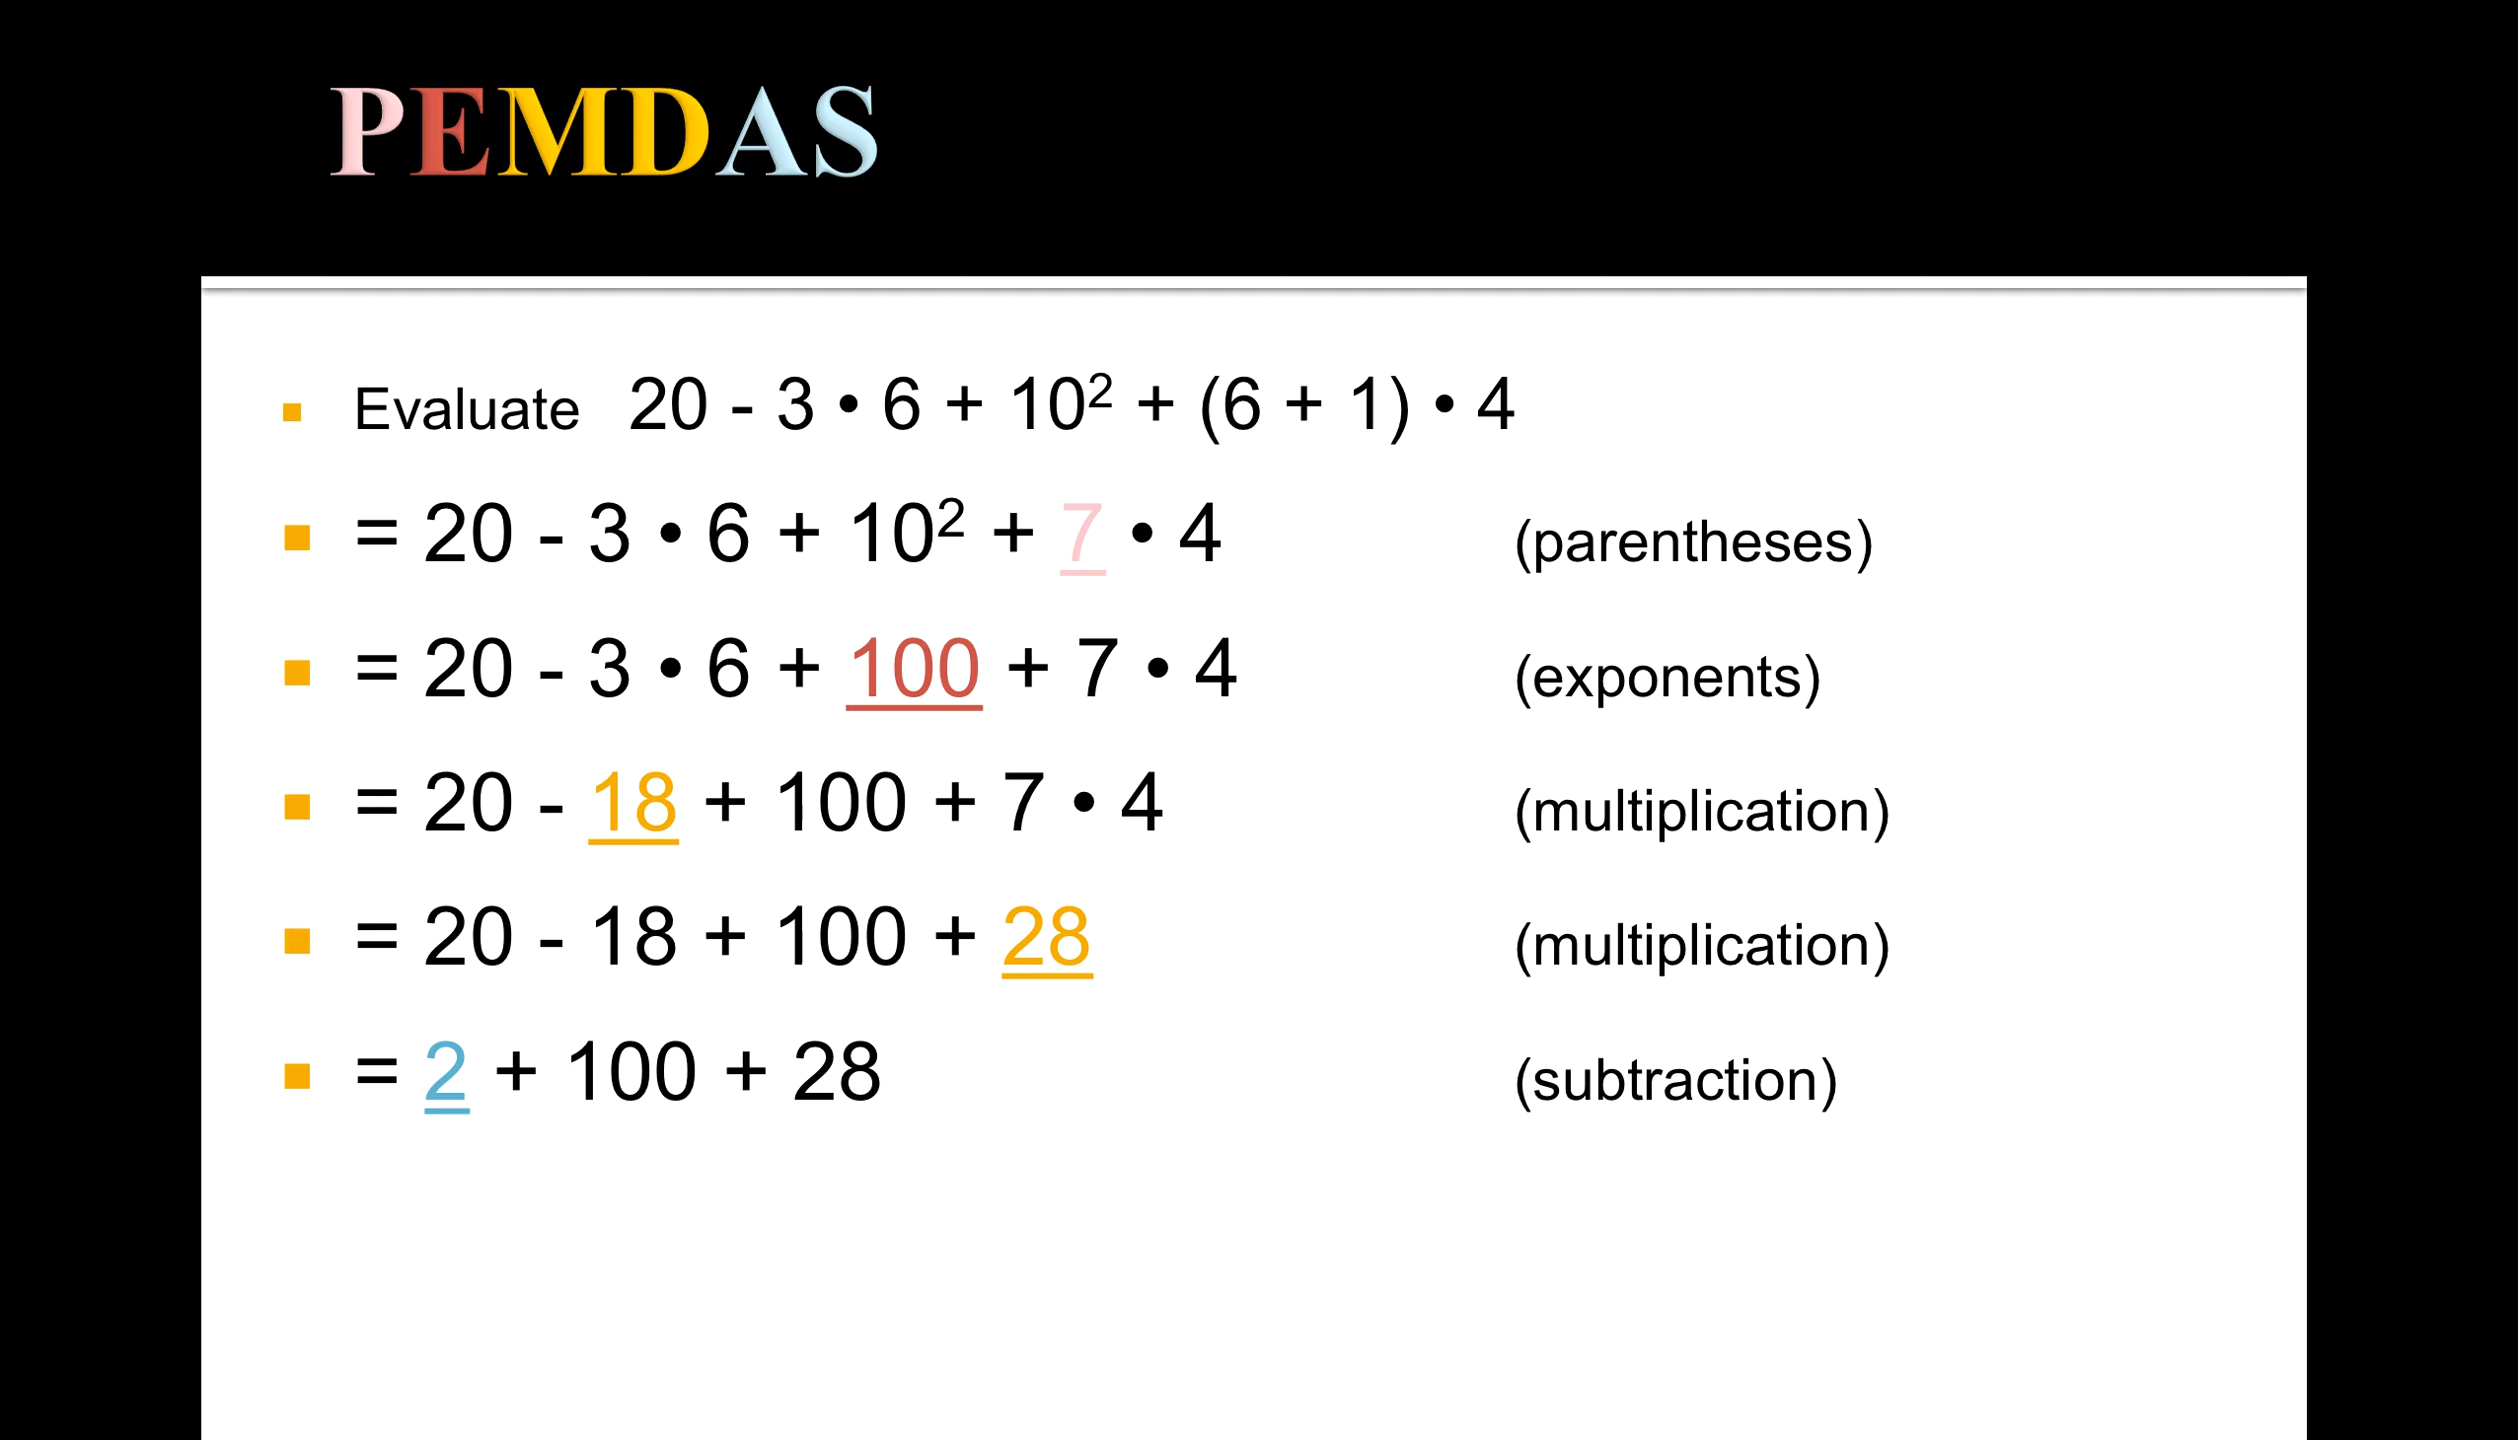 PEMDAS
▪ Evaluate 20 - 3 • 6 + 10² + (6 + 1) • 4
▪ = 20 - 3 • 6 + 10² + 7 • 4 (parentheses)
▪ = 20 - 3 • 6 + 100 + 7 • 4 (exponents)
▪ = 20 - 18 + 100 + 7 • 4 (multiplication)
▪ = 20 - 18 + 100 + 28 (multiplication)
▪ = 2 + 100 + 28 (subtraction)